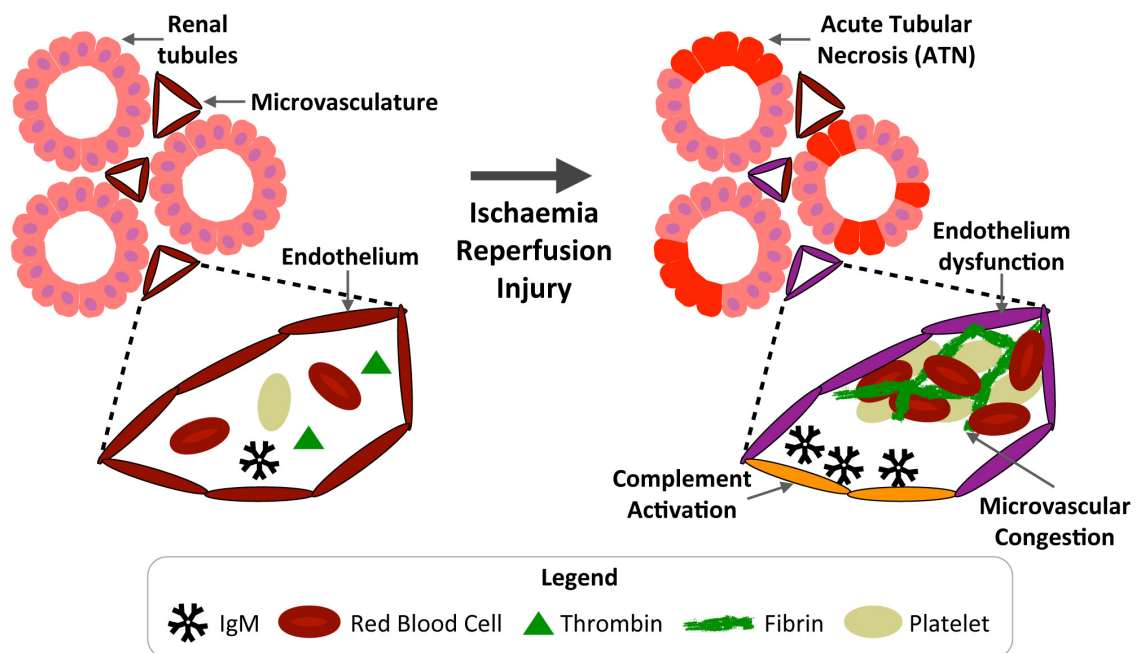 Renal
tubules
Microvasculature
Endothelium
Ischaemia
Reperfusion
Injury
Acute Tubular
Necrosis (ATN)
Endothelium
dysfunction
Complement
Activation
Microvascular
Congestion
Legend
IgM
Red Blood Cell
Thrombin
Fibrin
Platelet